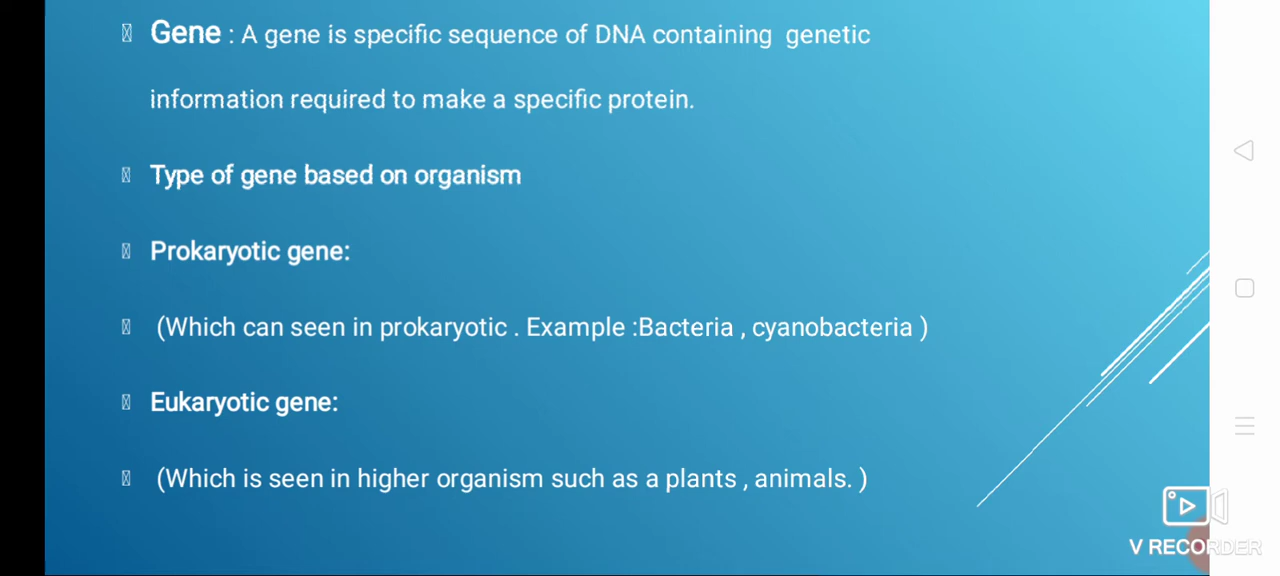 Gene : A gene is specific sequence of DNA containing genetic
information required to make a specific protein.
Type of gene based on organism
Prokaryotic gene:
(Which can seen in prokaryotic . Example :Bacteria , cyanobacteria )
Eukaryotic gene:
(Which is seen in higher organism such as a plants , animals. )
V RECORDER